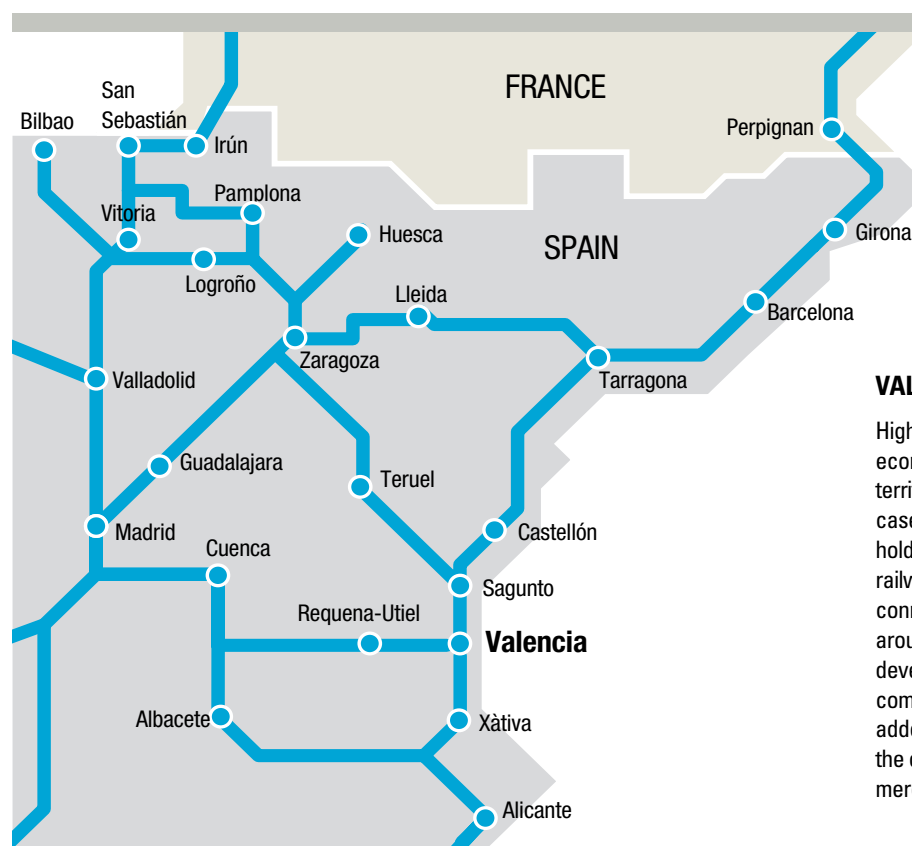 FRANCE
San
Sebastián
Bilbao
Irún
Perpignan
Pamplona
Vitoria
Huesca
SPAIN
Girona
Logroño
Lleida
Barcelona
Zaragoza
Tarragona
Valladolid
Guadalajara
Teruel
Madrid
Castellón
Cuenca
Sagunto
Requena-Utiel
Valencia
Albacete
Xàtiva
Alicante
VAL
High
econ
terri
case
hold
railv
conn
arou
deve
com
adde
the
mer